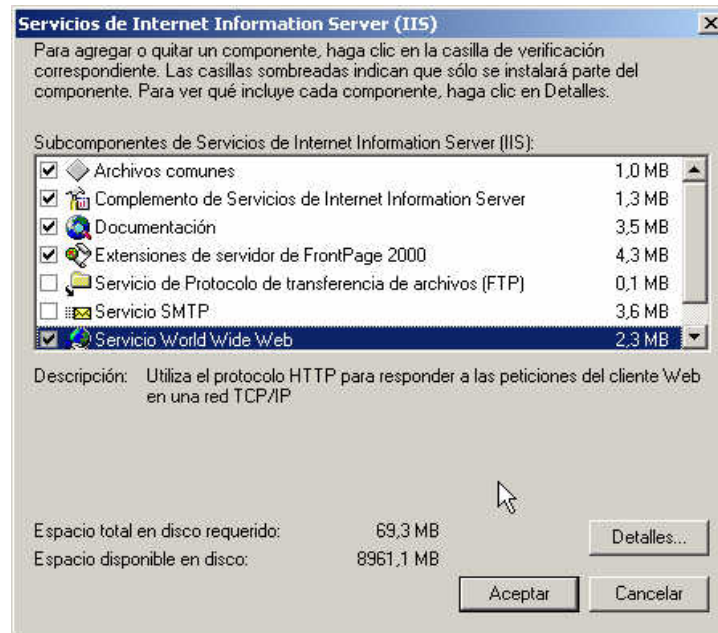 Servicios de Internet Information Server (IIS)
Para agregar o quitar un componente, haga clic en la casilla de verificación
correspondiente. Las casillas sombreadas indican que sólo se instalará parte del
componente. Para ver qué incluye cada componente, haga clic en Detalles.
Subcomponentes de Servicios de Internet Information Server (IIS):
Archivos comunes 1,0 MB
Complemento de Servicios de Internet Information Server 1,3 MB
Documentación 3,5 MB
Extensiones de servidor de FrontPage 2000 4,3 MB
Servicio de Protocolo de transferencia de archivos (FTP) 0,1 MB
Servicio SMTP 3,6 MB
Servicio World Wide Web 2,3 MB
Descripción: Utiliza el protocolo HTTP para responder a las peticiones del cliente Web
en una red TCP/IP
Espacio total en disco requerido: 69,3 MB
Espacio disponible en disco: 8961,1 MB
Detalles...
Aceptar Cancelar